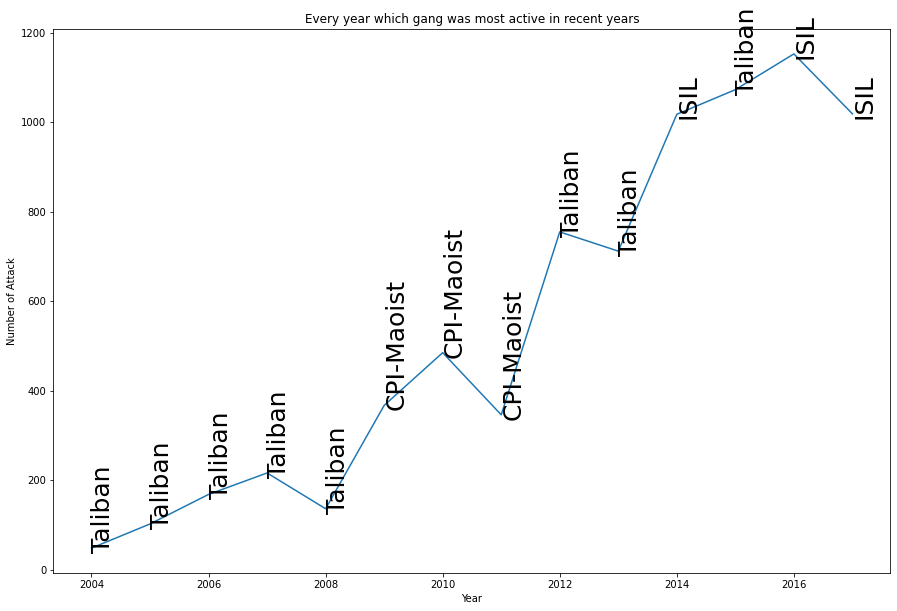 Every year which gang was most active in recent years
1200
1000
800
600
400
200
0
Number of Attack
Taliban
Taliban
Taliban
Taliban
Taliban
CPI-Maoist
CPI-Maoist
CPI-Maoist
Taliban
Taliban
ISIL
Taliban
ISIL
ISIL
2004
2006
2008
2010
2012
2014
2016
Year